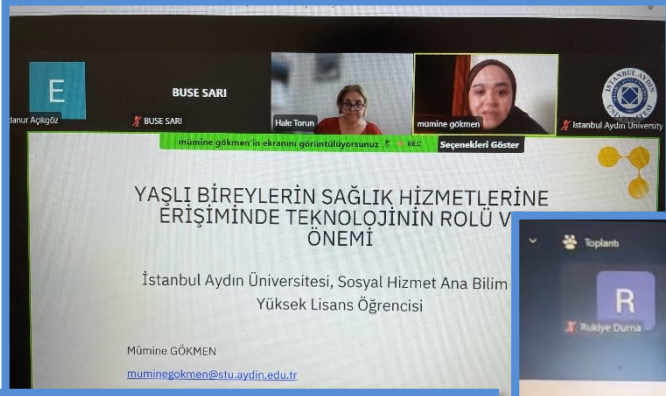 E
danur Açıkgöz
BUSE SARI
BUSE SARI
Hale Torun
mümine gökmen
ISTANBUL AYDIN
Istanbul Aydın University
mümine gökmen'in ekranını görüntülüyorsunuz
REC
Seçenekleri Göster
YAŞLI BİREYLERİN SAĞLIK HİZMETLERİNE
ERİŞİMİNDE TEKNOLOJİNİN ROLÜ V
ÖNEMİ
İstanbul Aydın Üniversitesi, Sosyal Hizmet Ana Bilim
Yüksek Lisans Öğrencisi
Mümine GÖKMEN
muminegokmen@stu.aydin.edu.tr
Toplantı
R
Rukiye Durna